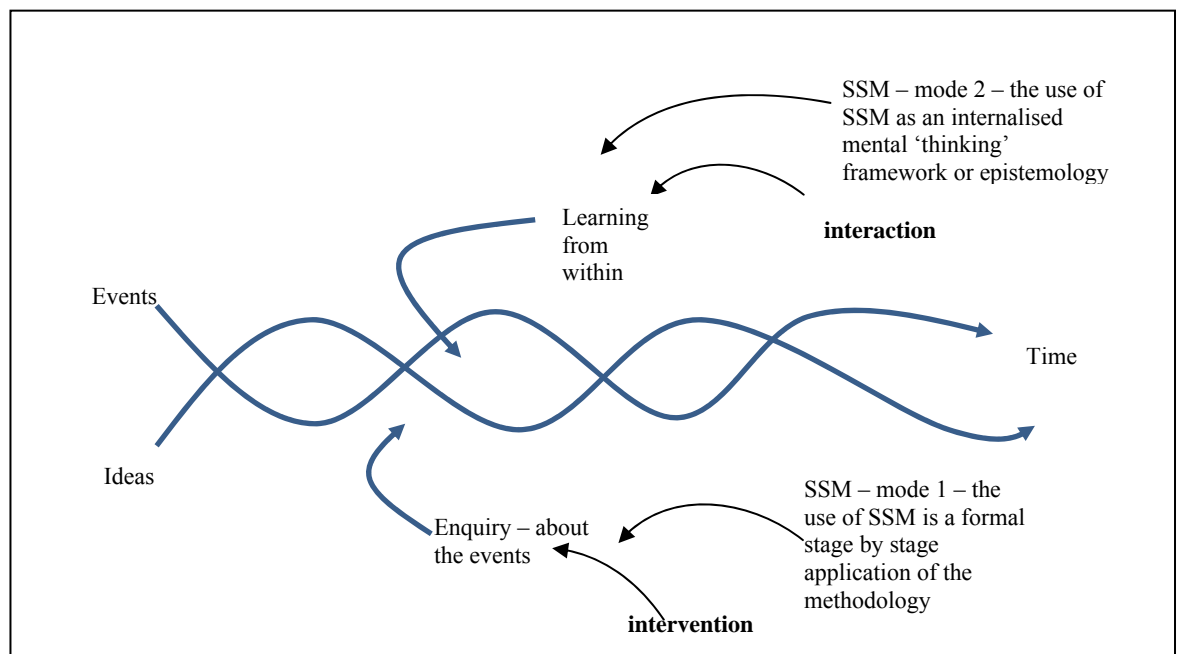 SSM – mode 2 – the use of
SSM as an internalised
mental ‘thinking’
framework or epistemology
Learning
from
within
interaction
Events
Time
Ideas
SSM – mode 1 – the
use of SSM is a formal
stage by stage
application of the
methodology
Enquiry – about
the events
intervention